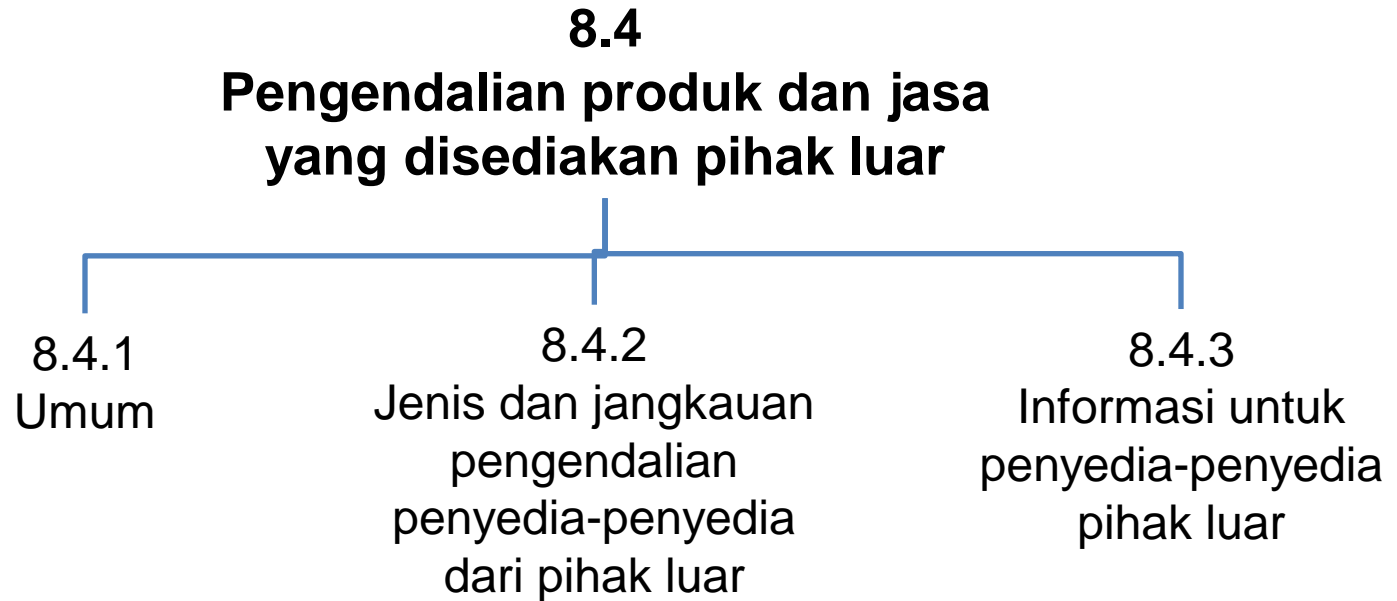 8.4
Pengendalian produk dan jasa
yang disediakan pihak luar
8.4.1
Umum
8.4.2
Jenis dan jangkauan
pengendalian
penyedia-penyedia
dari pihak luar
8.4.3
Informasi untuk
penyedia-penyedia
pihak luar